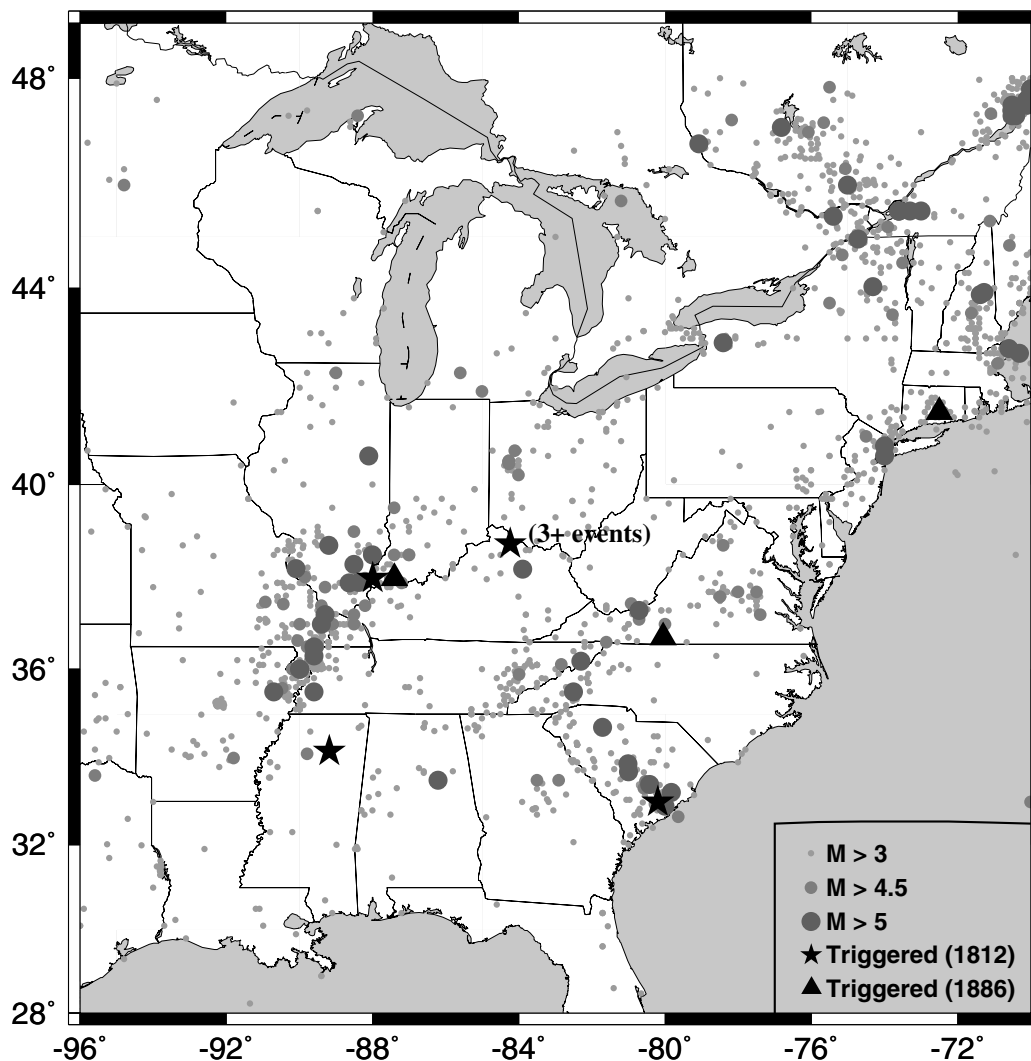 48°
44°
40°
(3+ events)
36°
32°
M > 3
M > 4.5
M > 5
Triggered (1812)
Triggered (1886)
28°
-96° -92° -88° -84° -80° -76° -72°